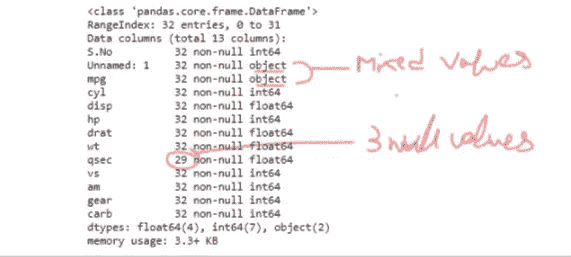 <class 'pandas.core.frame.DataFrame'>
RangeIndex: 32 entries, 0 to 31
Data columns (total 13 columns):
S.No 32 non-null int64
Unnamed: 1 32 non-null object
mpg 32 non-null object
Mixed values
cyl 32 non-null int64
disp 32 non-null float64
hp 32 non-null int64
drat 32 non-null float64
wt 32 non-null float64
3 null values
qsec 29 non-null float64
vs 32 non-null int64
am 32 non-null int64
gear 32 non-null int64
carb 32 non-null int64
dtypes: float64(4), int64(7), object(2)
memory usage: 3.3+ KB